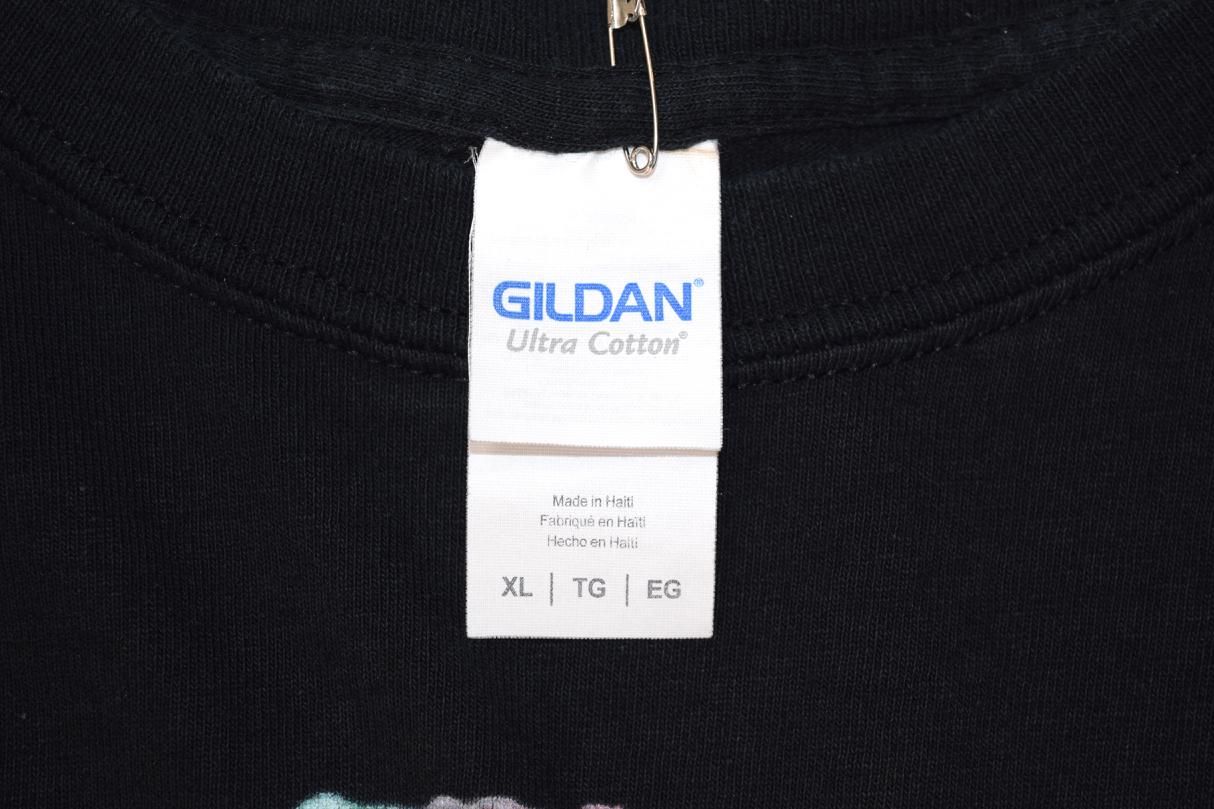 GILDAN®
Ultra Cotton®
Made in Haiti
Fabriqué en Haïti
Hecho en Haití
XL | TG | EG